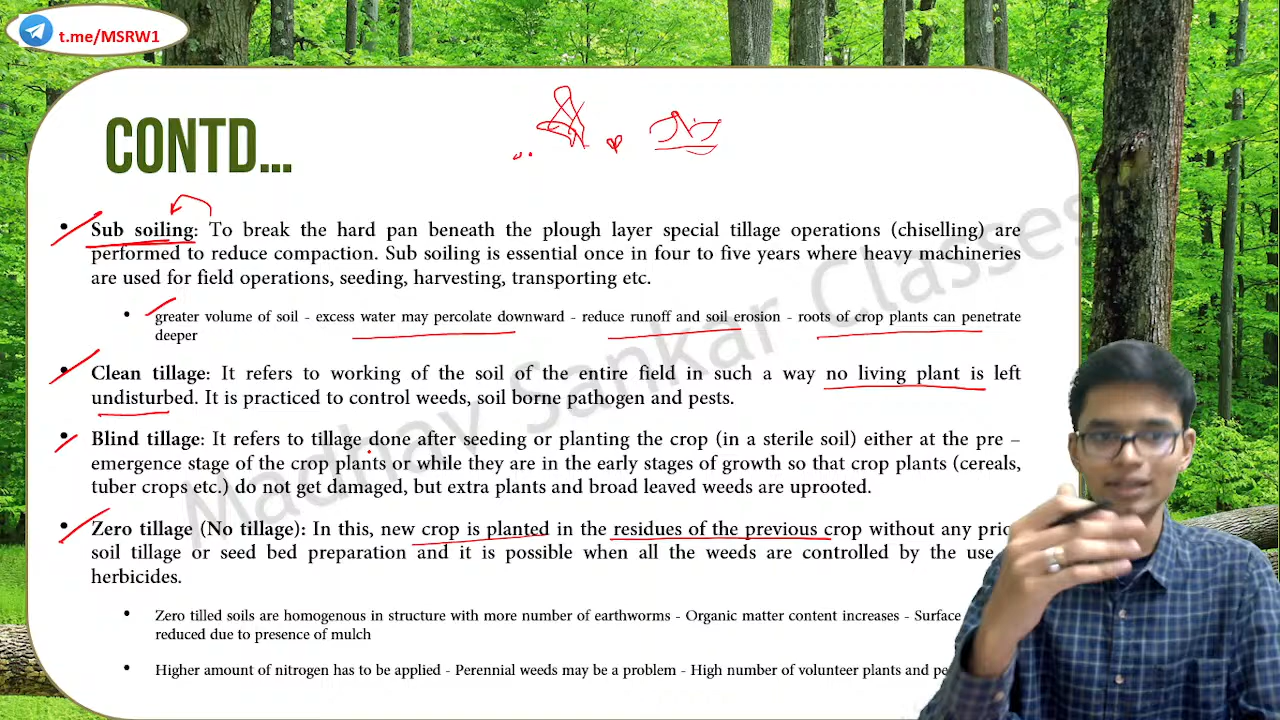 t.me/MSRW1
CONTD...
• Sub soiling: To break the hard pan beneath the plough layer special tillage operations (chiselling) are
performed to reduce compaction. Sub soiling is essential once in four to five years where heavy machineries
are used for field operations, seeding, harvesting, transporting etc.
• greater volume of soil - excess water may percolate downward - reduce runoff and soil erosion - roots of crop plants can penetrate
deeper
• Clean tillage: It refers to working of the soil of the entire field in such a way no living plant is left
undisturbed. It is practiced to control weeds, soil borne pathogen and pests.
• Blind tillage: It refers to tillage done after seeding or planting the crop (in a sterile soil) either at the pre –
emergence stage of the crop plants or while they are in the early stages of growth so that crop plants (cereals,
tuber crops etc.) do not get damaged, but extra plants and broad leaved weeds are uprooted.
• Zero tillage (No tillage): In this, new crop is planted in the residues of the previous crop without any
soil tillage or seed bed preparation and it is possible when all the weeds are controlled by the use
herbicides.
• Zero tilled soils are homogenous in structure with more number of earthworms - Organic matter content increases - Surface
reduced due to presence of mulch
• Higher amount of nitrogen has to be applied - Perennial weeds may be a problem - High number of volunteer plants and
Madhav Sankar Classes